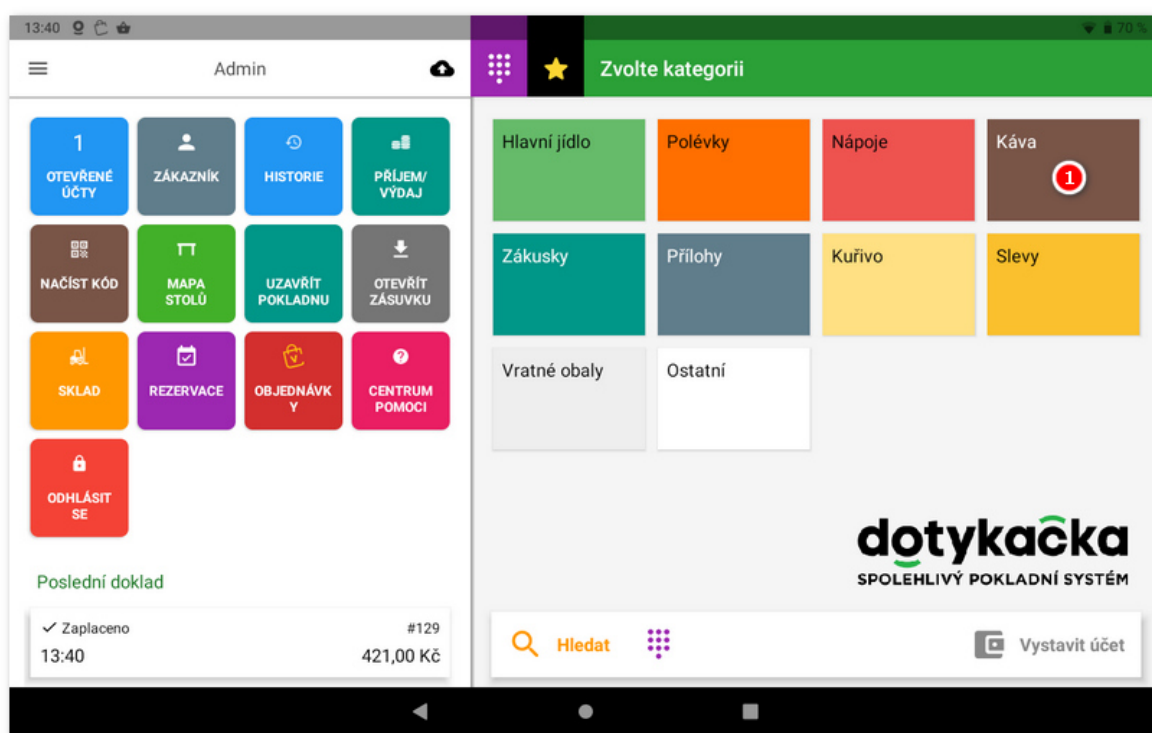 13:40
70 %
Admin
Zvolte kategorii
1
OTEVŘENÉ
ÚČTY
ZÁKAZNÍK
HISTORIE
PŘÍJEM/
VÝDAJ
NAČÍST KÓD
MAPA
STOLŮ
UZAVŘÍT
POKLADNU
OTEVŘÍT
ZÁSUVKU
SKLAD
REZERVACE
OBJEDNÁVK
Y
CENTRUM
POMOCI
ODHLÁSIT
SE
Poslední doklad
Zaplaceno
#129
13:40
421,00 Kč
Hlavní jídlo
Polévky
Nápoje
Káva
1
Zákusky
Přílohy
Kuřivo
Slevy
Vratné obaly
Ostatní
dotykačka
SPOLEHLIVÝ POKLADNÍ SYSTÉM
Hledat
Vystavit účet